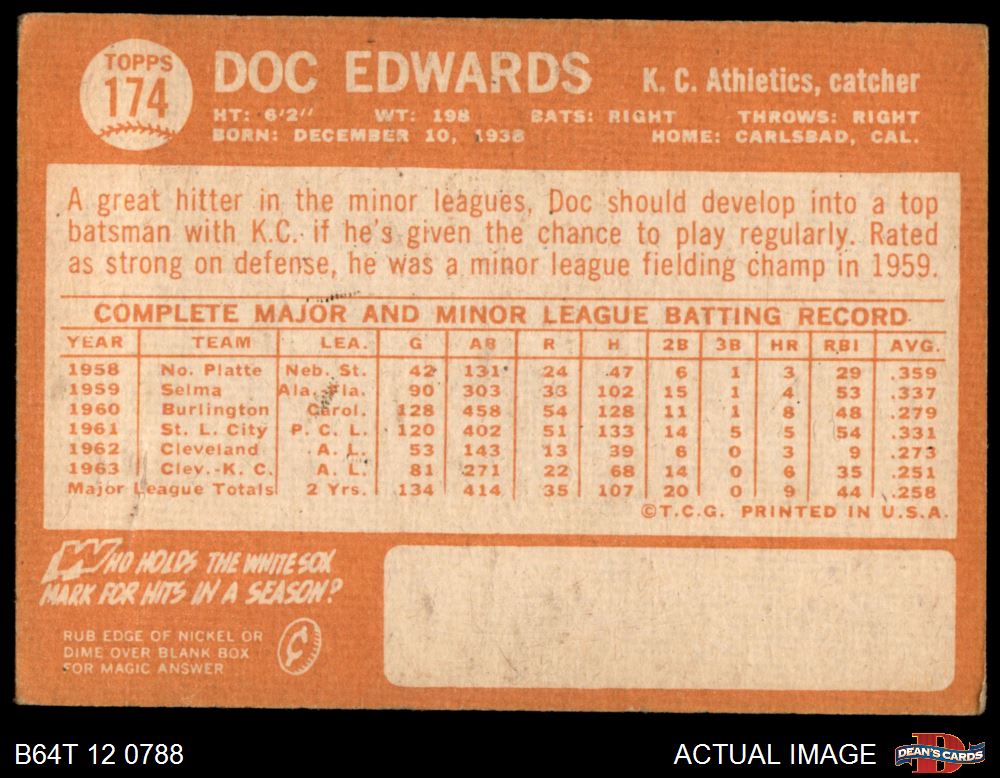 TOPPS
174
DOC EDWARDS
K. C. Athletics, catcher
HT: 6'2" WT: 198 BATS: RIGHT THROWS: RIGHT
BORN: DECEMBER 10, 1938 HOME: CARLSBAD, CAL.
A great hitter in the minor leagues, Doc should develop into a top
batsman with K.C. if he's given the chance to play regularly. Rated
as strong on defense, he was a minor league fielding champ in 1959.
COMPLETE MAJOR AND MINOR LEAGUE BATTING RECORD
YEAR TEAM LEA. G AB R H 2B 3B HR RBI AVG.
1958 No. Platte Neb. St. 42 131 24 47 6 1 3 29 .359
1959 Selma Ala.-Fla. 90 303 33 102 15 1 4 53 .337
1960 Burlington Carol. 128 458 54 128 11 1 8 48 .279
1961 St. L. City P. C. L. 120 402 51 133 14 5 5 54 .331
1962 Cleveland A. L. 53 143 13 39 6 0 3 9 .273
1963 Clev.-K. C. A. L. 81 271 22 68 14 0 6 35 .251
Major League Totals 2 Yrs. 134 414 35 107 20 0 9 44 .258
©T.C.G. PRINTED IN U.S.A.
WHO HOLDS THE WHITE SOX
MARK FOR HITS IN A SEASON?
RUB EDGE OF NICKEL OR
DIME OVER BLANK BOX
FOR MAGIC ANSWER
¢
B64T 12 0788
ACTUAL IMAGE
DEAN'S CARDS